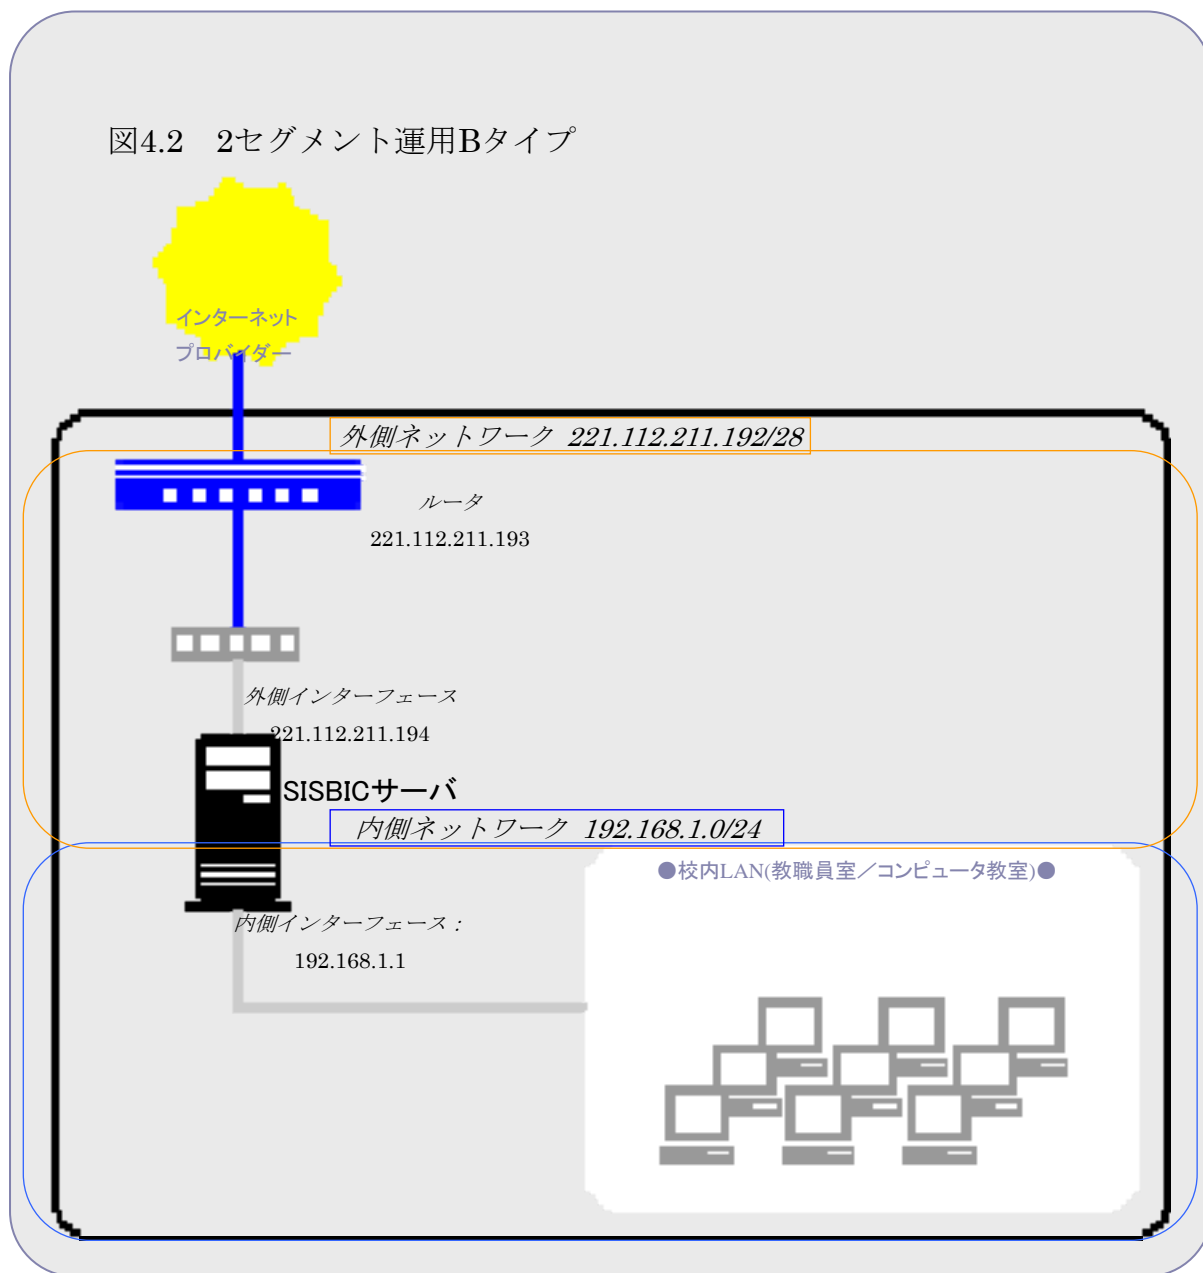 図4.2　2セグメント運用Bタイプ
インターネット
プロバイダー
外側ネットワーク 221.112.211.192/28
ルータ
221.112.211.193
外側インターフェース
221.112.211.194
SISBICサーバ
内側ネットワーク 192.168.1.0/24
●校内LAN(教職員室／コンピュータ教室)●
内側インターフェース：
192.168.1.1